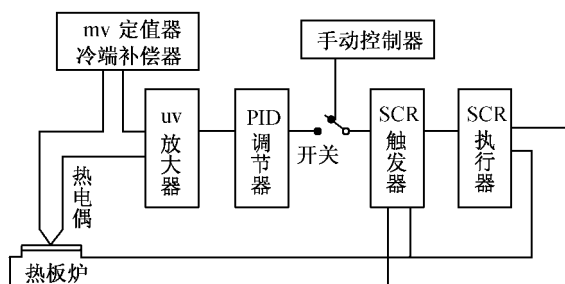 mv 定值器
冷端补偿器
手动控制器
uv
放大器
PID
调节器
开关
SCR
触发器
SCR
执行器
热电偶
热板炉